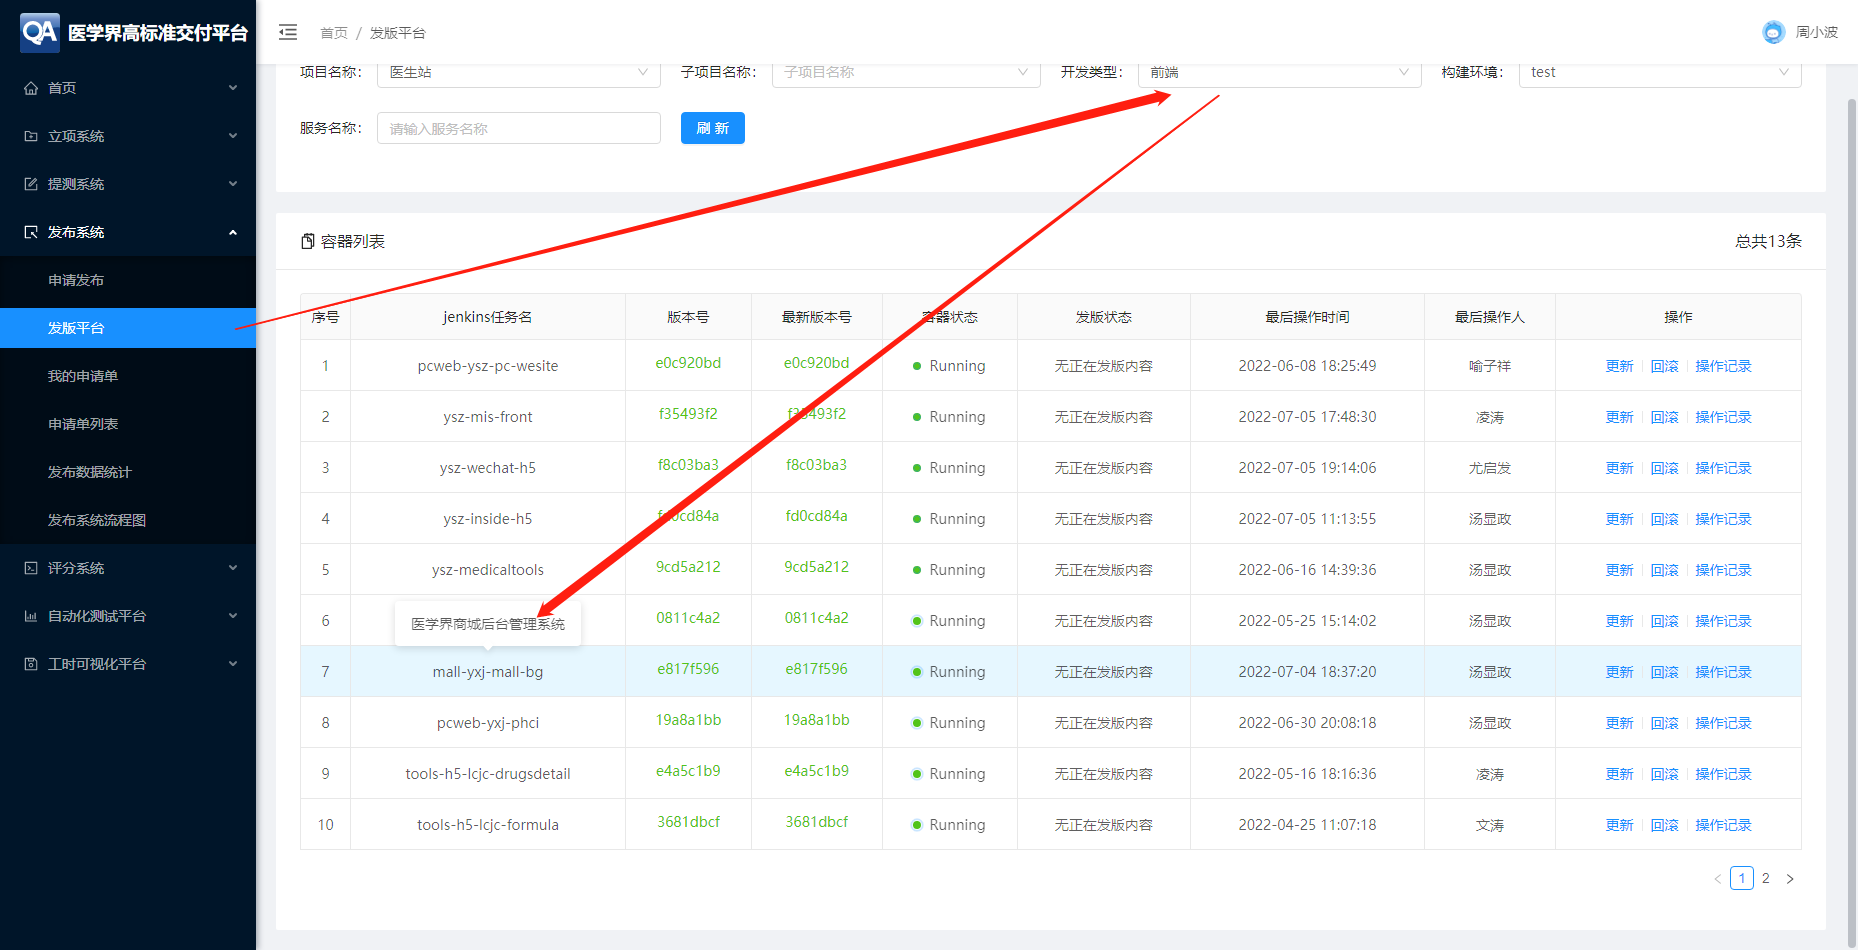 QA 医学界高标准交付平台
首页 / 发版平台
周小波
首页
立项系统
提测系统
发布系统
申请发布
发版平台
我的申请单
申请单列表
发布数据统计
发布系统流程图
评分系统
自动化测试平台
工时可视化平台
项目名称: 医生站 子项目名称: 子项目名称 开发类型: 前端 构建环境: test
服务名称: 请输入服务名称 刷 新
容器列表 总共13条
序号 jenkins任务名 版本号 最新版本号 容器状态 发版状态 最后操作时间 最后操作人 操作
1 pcweb-ysz-pc-wesite e0c920bd e0c920bd Running 无正在发版内容 2022-06-08 18:25:49 喻子祥 更新 回滚 操作记录
2 ysz-mis-front f35493f2 f35493f2 Running 无正在发版内容 2022-07-05 17:48:30 凌涛 更新 回滚 操作记录
3 ysz-wechat-h5 f8c03ba3 f8c03ba3 Running 无正在发版内容 2022-07-05 19:14:06 尤启发 更新 回滚 操作记录
4 ysz-inside-h5 fd0cd84a fd0cd84a Running 无正在发版内容 2022-07-05 11:13:55 汤显政 更新 回滚 操作记录
5 ysz-medicaltools 9cd5a212 9cd5a212 Running 无正在发版内容 2022-06-16 14:39:36 汤显政 更新 回滚 操作记录
6 医学界商城后台管理系统 0811c4a2 0811c4a2 Running 无正在发版内容 2022-05-25 15:14:02 汤显政 更新 回滚 操作记录
7 mall-yxj-mall-bg e817f596 e817f596 Running 无正在发版内容 2022-07-04 18:37:20 汤显政 更新 回滚 操作记录
8 pcweb-yxj-phci 19a8a1bb 19a8a1bb Running 无正在发版内容 2022-06-30 20:08:18 汤显政 更新 回滚 操作记录
9 tools-h5-lcjc-drugsdetail e4a5c1b9 e4a5c1b9 Running 无正在发版内容 2022-05-16 18:16:36 凌涛 更新 回滚 操作记录
10 tools-h5-lcjc-formula 3681dbcf 3681dbcf Running 无正在发版内容 2022-04-25 11:07:18 文涛 更新 回滚 操作记录
< 1 2 >